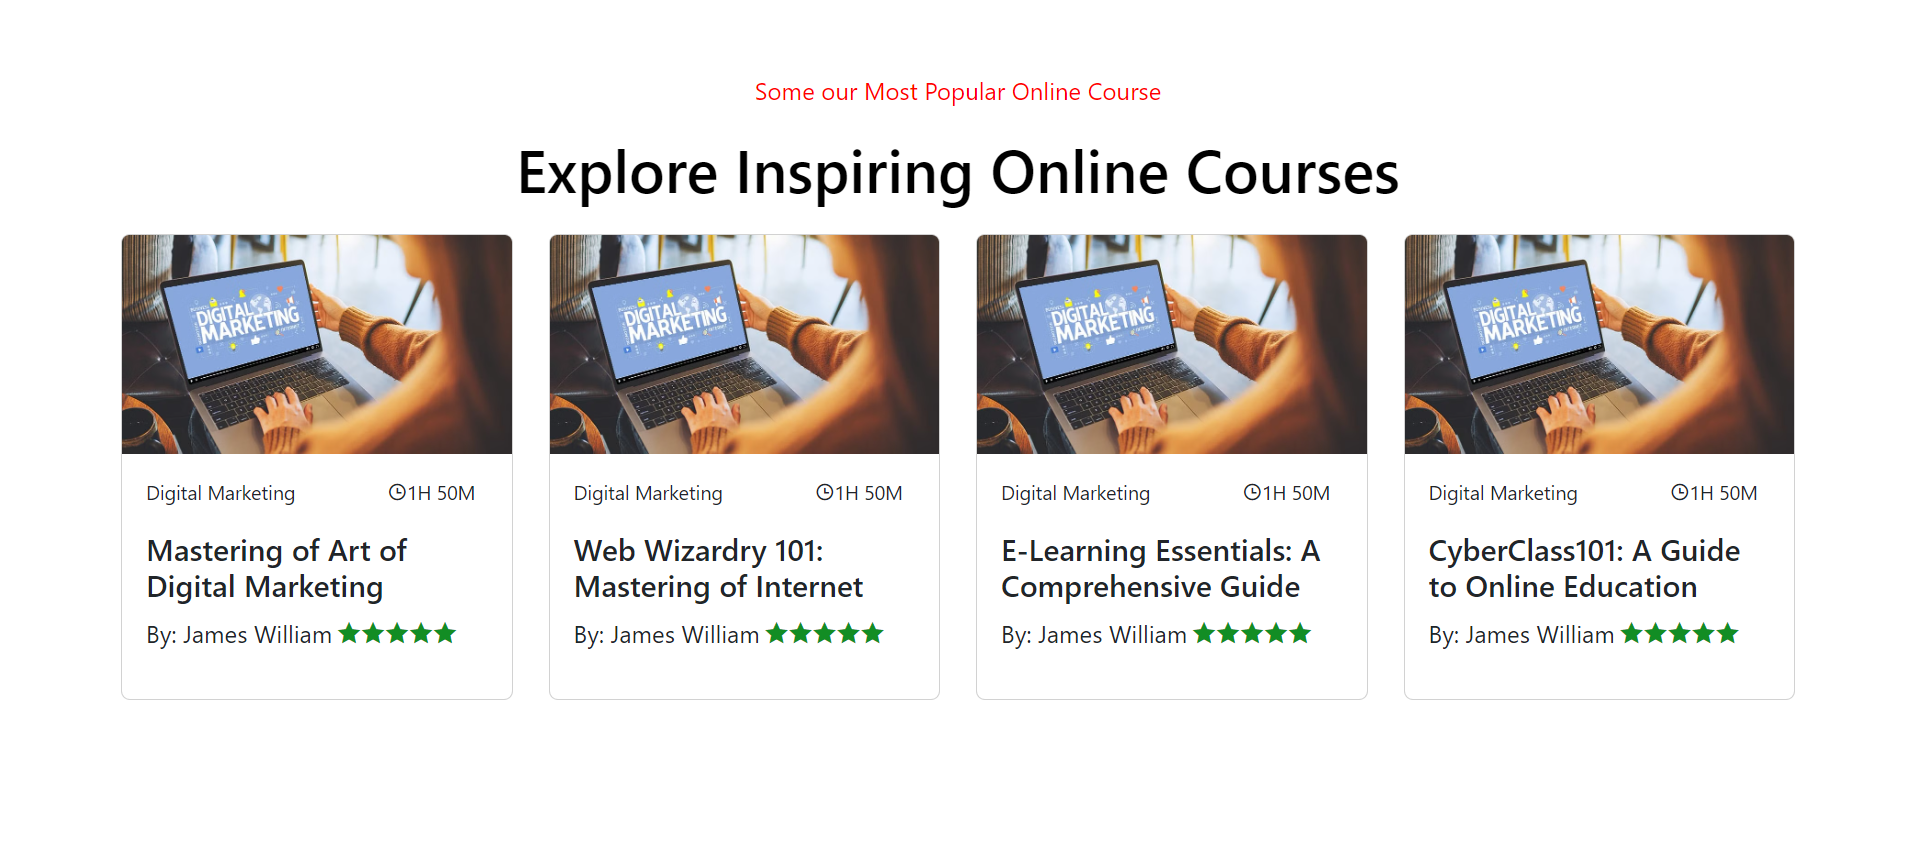 Some our Most Popular Online Course
Explore Inspiring Online Courses
DIGITAL
MARKETING
DIGITAL
MARKETING
DIGITAL
MARKETING
DIGITAL
MARKETING
Digital Marketing 1H 50M
Mastering of Art of
Digital Marketing
By: James William
Digital Marketing 1H 50M
Web Wizardry 101:
Mastering of Internet
By: James William
Digital Marketing 1H 50M
E-Learning Essentials: A
Comprehensive Guide
By: James William
Digital Marketing 1H 50M
CyberClass101: A Guide
to Online Education
By: James William